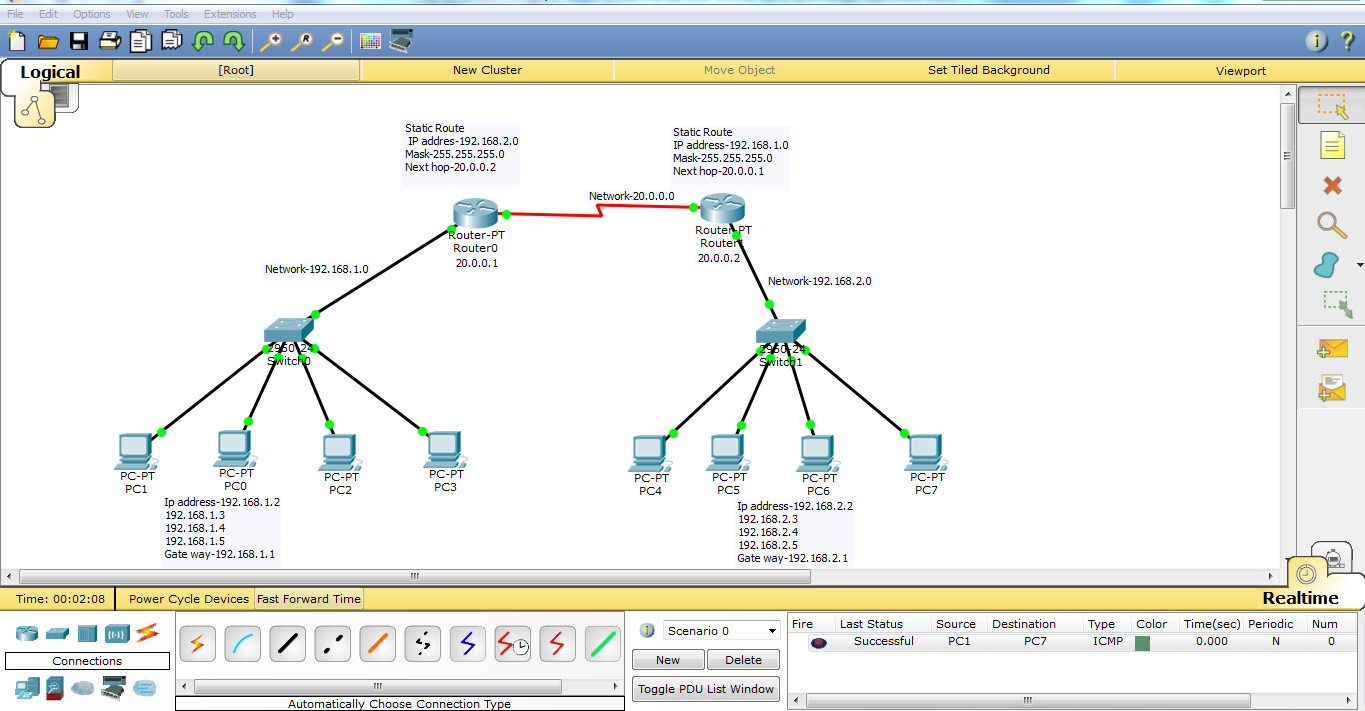 File Edit Options View Tools Extensions Help
Logical [Root] New Cluster Move Object Set Tiled Background Viewport
Static Route
IP addres-192.168.2.0
Mask-255.255.255.0
Next hop-20.0.0.2
Static Route
IP address-192.168.1.0
Mask-255.255.255.0
Next hop-20.0.0.1
Network-20.0.0.0
Router-PT
Router0
20.0.0.1
Router-PT
Router1
20.0.0.2
Network-192.168.1.0
Network-192.168.2.0
2950-24
Switch0
2950-24
Switch1
PC-PT
PC1
PC-PT
PC0
PC-PT
PC2
PC-PT
PC3
PC-PT
PC4
PC-PT
PC5
PC-PT
PC6
PC-PT
PC7
Ip address-192.168.1.2
192.168.1.3
192.168.1.4
192.168.1.5
Gate way-192.168.1.1
Ip address-192.168.2.2
192.168.2.3
192.168.2.4
192.168.2.5
Gate way-192.168.2.1
Time: 00:02:08 Power Cycle Devices Fast Forward Time
Realtime
Connections
Automatically Choose Connection Type
Scenario 0
New Delete
Toggle PDU List Window
Fire Last Status Source Destination Type Color Time(sec) Periodic Num
Successful PC1 PC7 ICMP 0.000 N 0